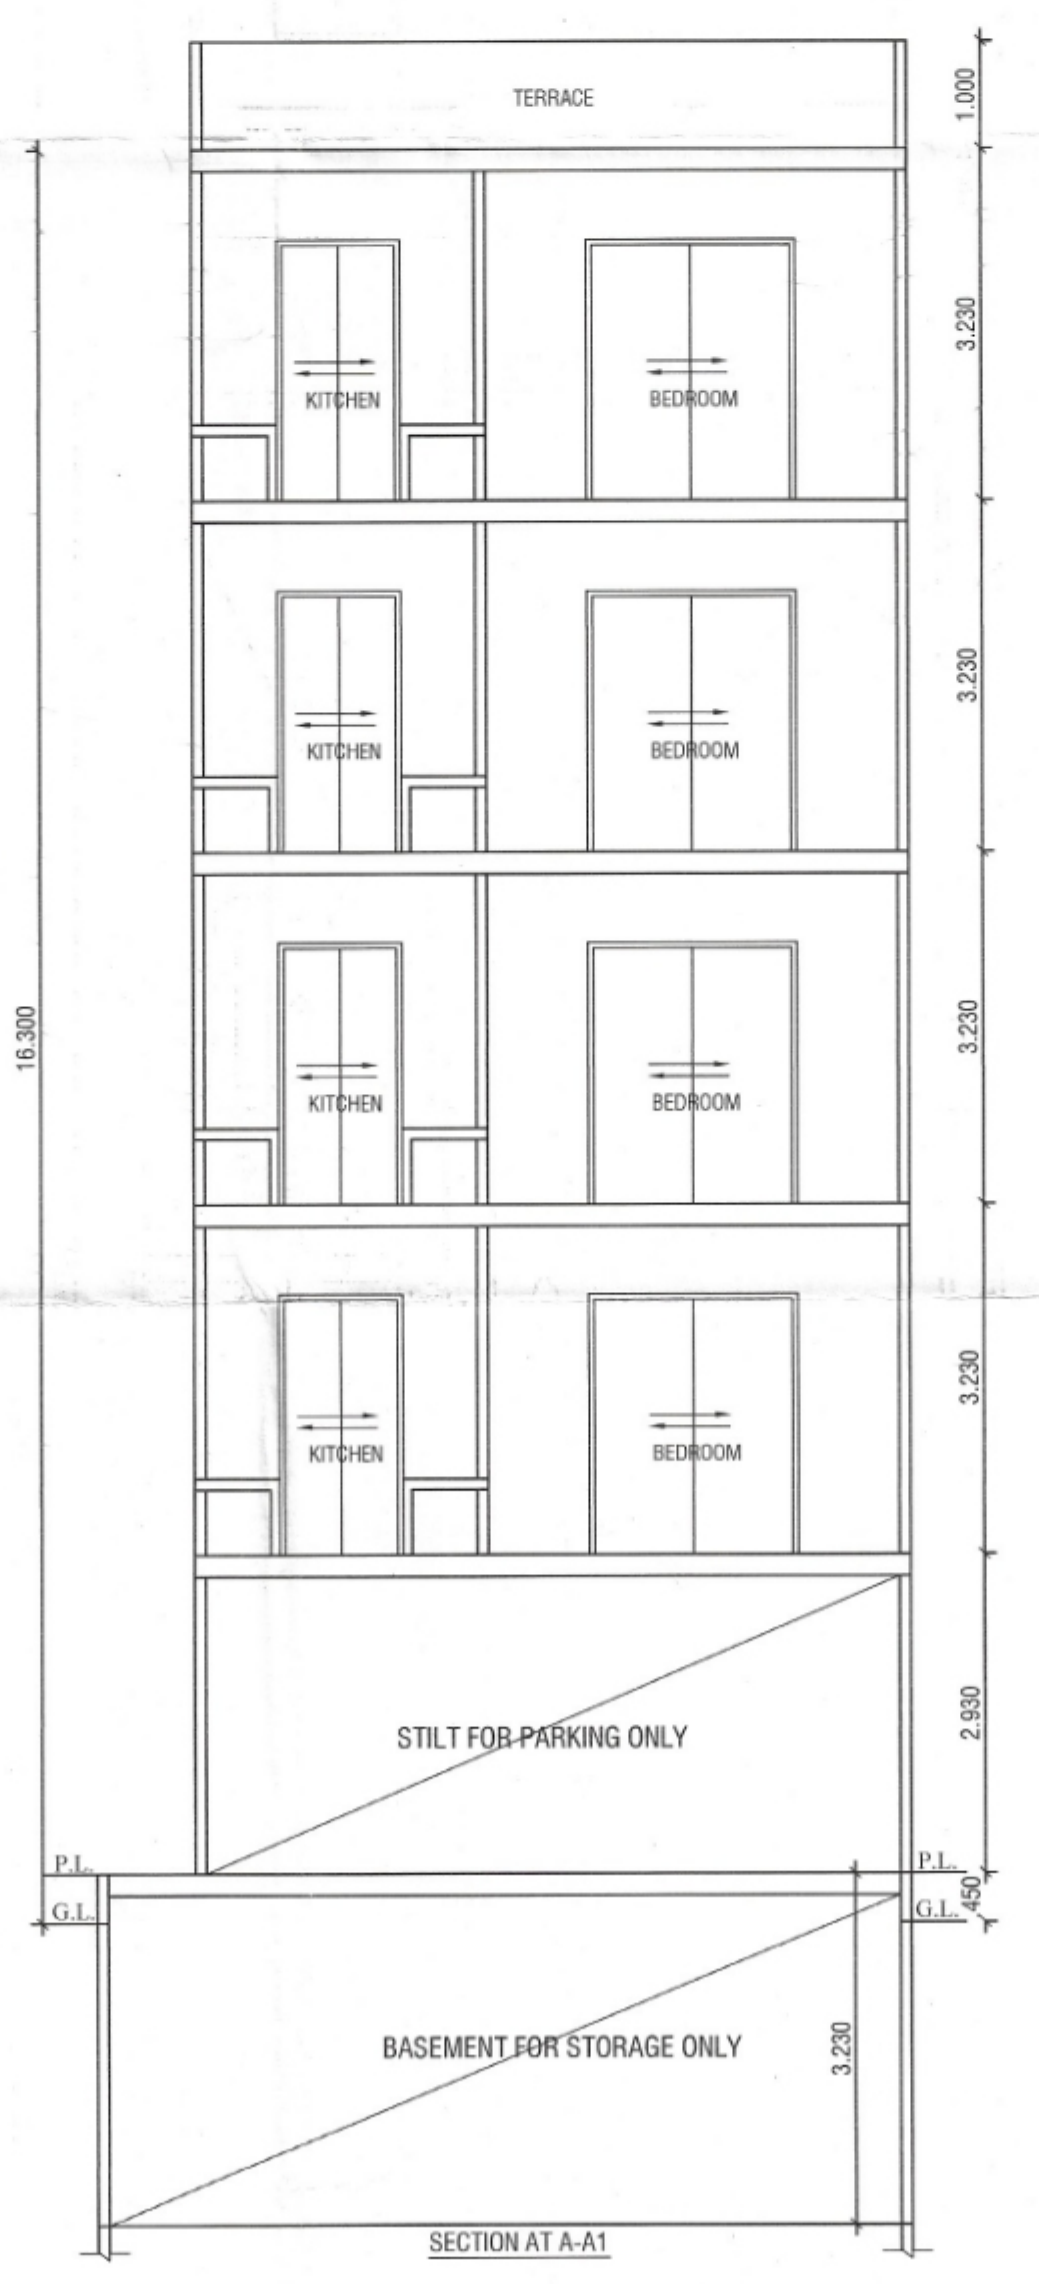 TERRACE
1.000
3.230
KITCHEN
BEDROOM
3.230
KITCHEN
BEDROOM
16.300
3.230
KITCHEN
BEDROOM
3.230
KITCHEN
BEDROOM
2.930
STILT FOR PARKING ONLY
P.L.
P.L.
450
G.L.
G.L.
BASEMENT FOR STORAGE ONLY
3.230
SECTION AT A-A1